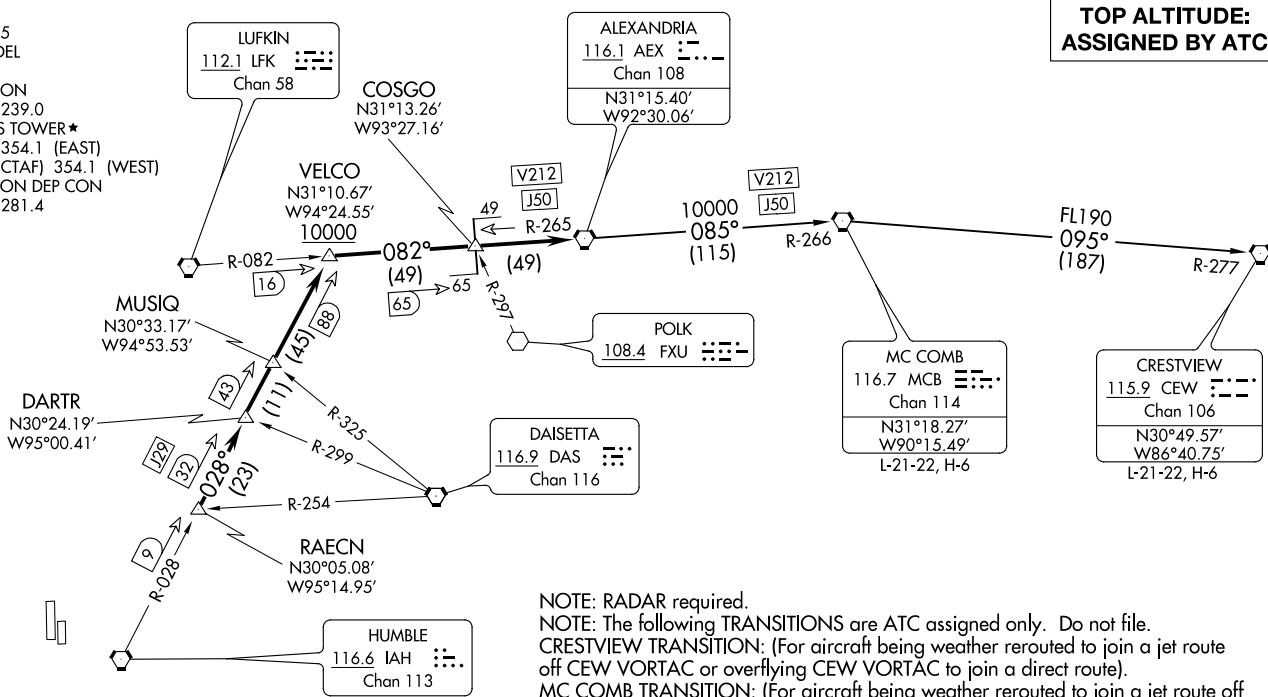 5
DEL
ON
239.0
S TOWER★
354.1 (EAST)
CTAF) 354.1 (WEST)
ON DEP CON
281.4
LUFKIN
112.1 LFK
Chan 58
COSGO
N31°13.26'
W93°27.16'
ALEXANDRIA
116.1 AEX
Chan 108
N31°15.40'
W92°30.06'
TOP ALTITUDE:
ASSIGNED BY ATC
VELCO
N31°10.67'
W94°24.55'
10000
R-082
16
082°
(49)
65
65
49
R-265
(49)
V212
J50
10000
085°
(115)
V212
J50
R-266
FL190
095°
(187)
R-277
R-297
POLK
108.4 FXU
MC COMB
116.7 MCB
Chan 114
N31°18.27'
W90°15.49'
L-21-22, H-6
CRESTVIEW
115.9 CEW
Chan 106
N30°49.57'
W86°40.75'
L-21-22, H-6
MUSIQ
N30°33.17'
W94°53.53'
88
(45)
43
(11)
DARTR
N30°24.19'
W95°00.41'
R-325
R-299
DAISETTA
116.9 DAS
Chan 116
J29
32
028°
(23)
R-254
RAECN
N30°05.08'
W95°14.95'
9
R-028
HUMBLE
116.6 IAH
Chan 113
NOTE: RADAR required.
NOTE: The following TRANSITIONS are ATC assigned only. Do not file.
CRESTVIEW TRANSITION: (For aircraft being weather rerouted to join a jet route
off CEW VORTAC or overflying CEW VORTAC to join a direct route).
MC COMB TRANSITION: (For aircraft being weather rerouted to join a jet route off